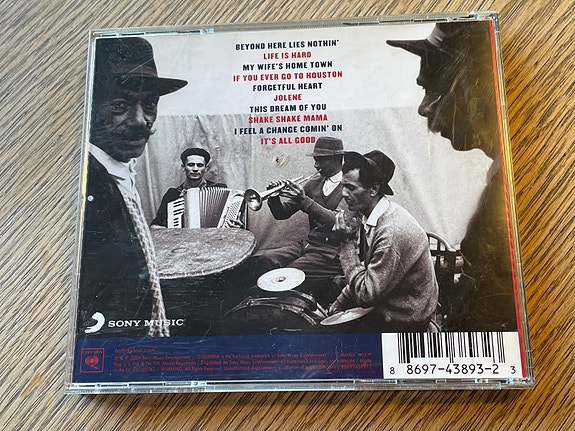 BEYOND HERE LIES NOTHIN'
LIFE IS HARD
MY WIFE'S HOME TOWN
IF YOU EVER GO TO HOUSTON
FORGETFUL HEART
JOLENE
THIS DREAM OF YOU
SHAKE SHAKE MAMA
I FEEL A CHANGE COMIN' ON
IT'S ALL GOOD
SONY MUSIC
8 8697-43893-2 3